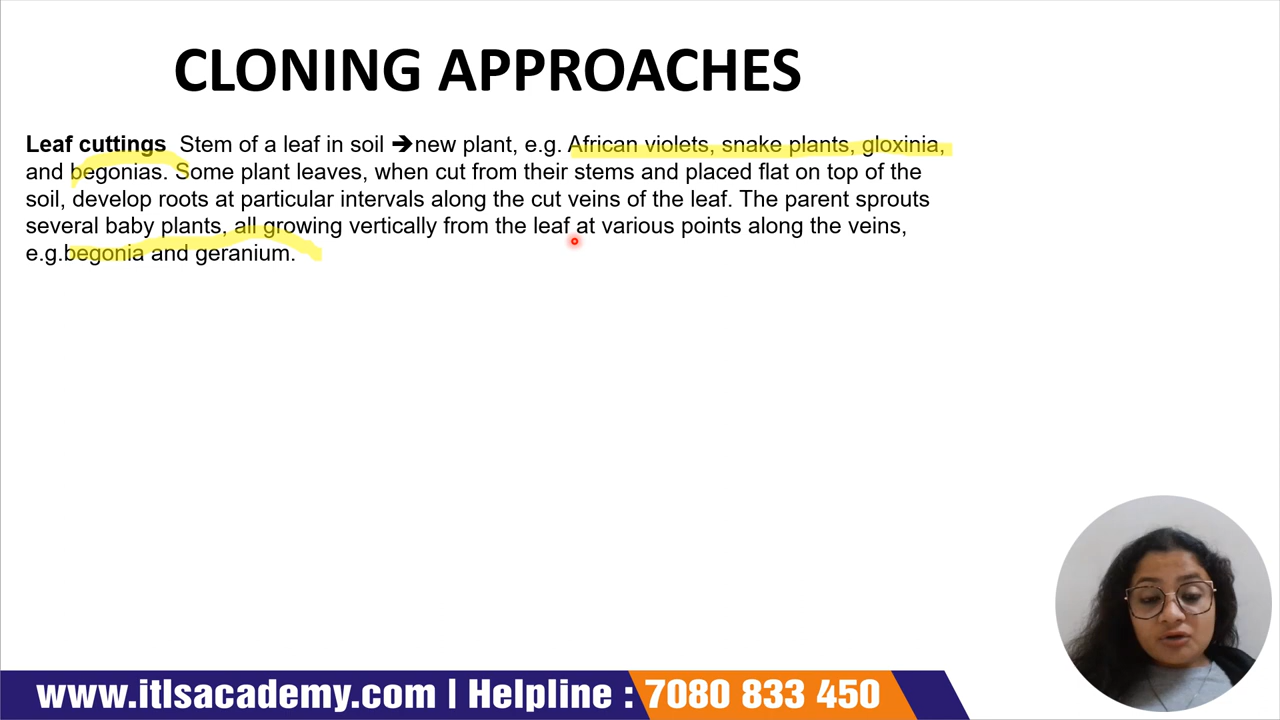 CLONING APPROACHES
Leaf cuttings Stem of a leaf in soil ➔new plant, e.g. African violets, snake plants, gloxinia,
and begonias. Some plant leaves, when cut from their stems and placed flat on top of the
soil, develop roots at particular intervals along the cut veins of the leaf. The parent sprouts
several baby plants, all growing vertically from the leaf at various points along the veins,
e.g.begonia and geranium.
www.itlsacademy.com | Helpline : 7080 833 450